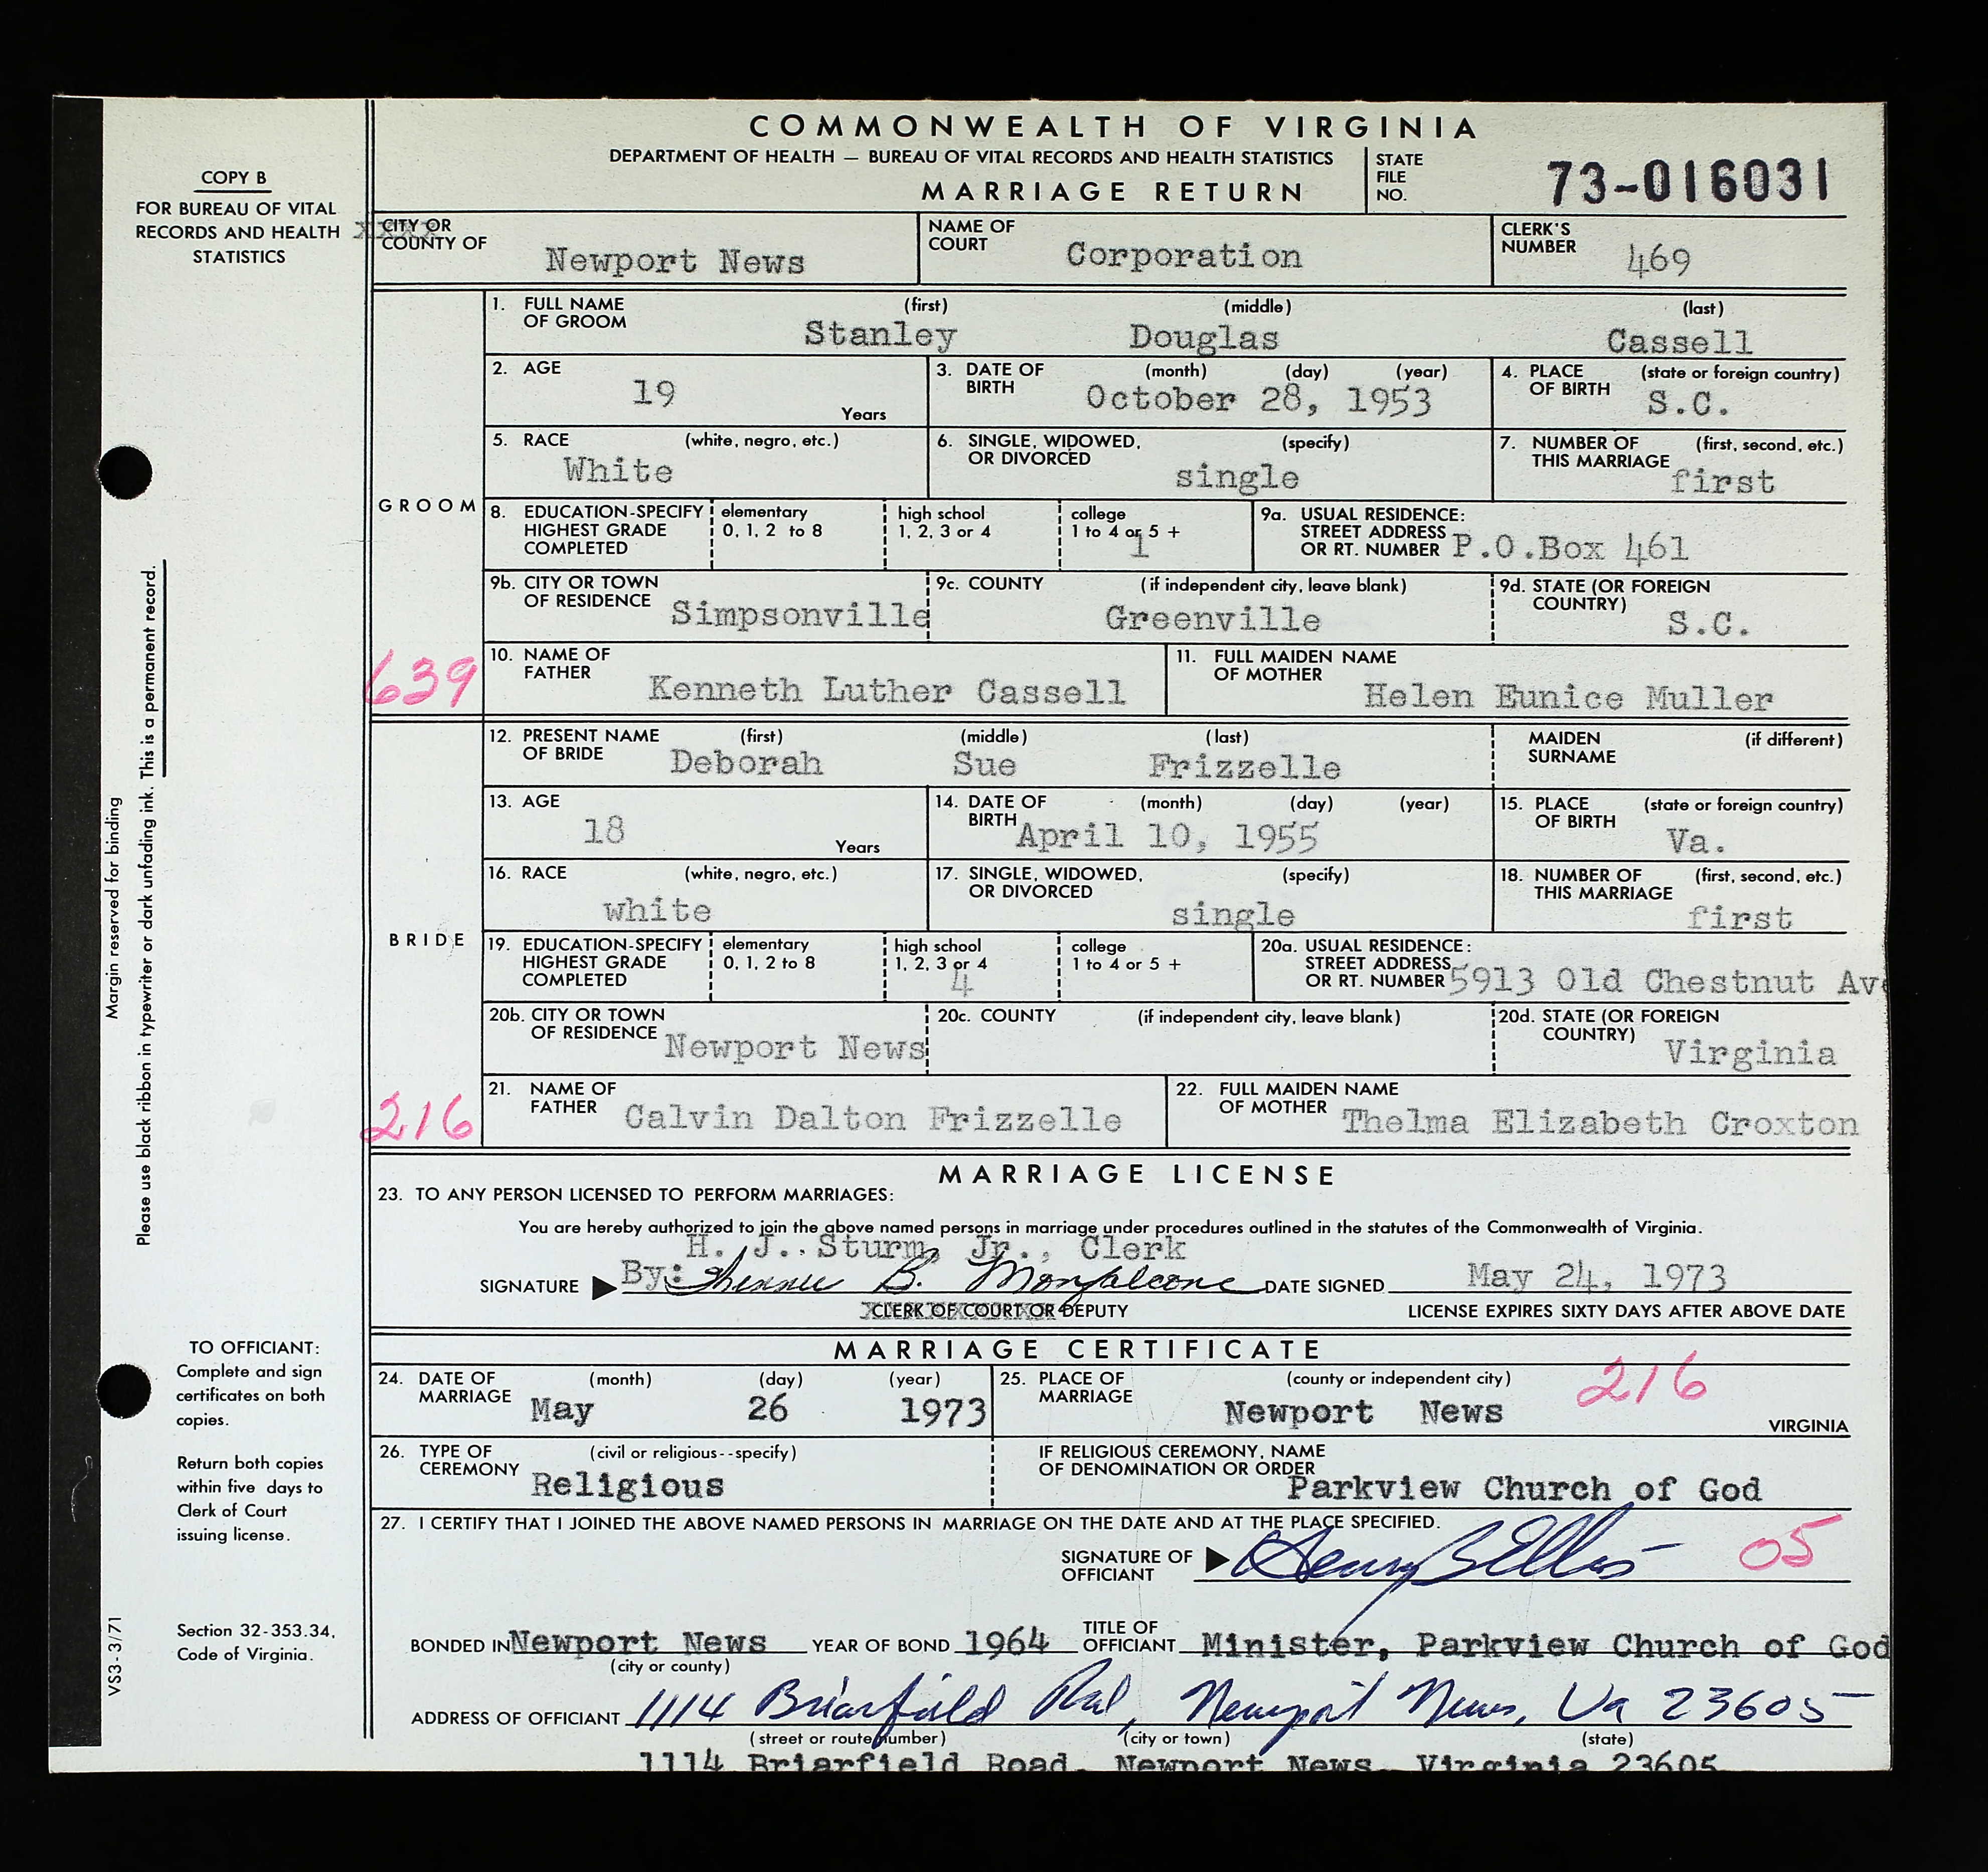 COMMONWEALTH OF VIRGINIA
DEPARTMENT OF HEALTH — BUREAU OF VITAL RECORDS AND HEALTH STATISTICS
MARRIAGE RETURN
STATE FILE NO. 73-016031
COPY B
FOR BUREAU OF VITAL
RECORDS AND HEALTH
STATISTICS
CITY OR COUNTY OF Newport News
NAME OF COURT Corporation
CLERK'S NUMBER 469
GROOM
1. FULL NAME OF GROOM (first) Stanley (middle) Douglas (last) Cassell
2. AGE 19 Years
3. DATE OF BIRTH (month) (day) (year) October 28, 1953
4. PLACE OF BIRTH (state or foreign country) S.C.
5. RACE (white, negro, etc.) White
6. SINGLE, WIDOWED, OR DIVORCED (specify) single
7. NUMBER OF THIS MARRIAGE (first, second, etc.) first
8. EDUCATION-SPECIFY HIGHEST GRADE COMPLETED elementary 0, 1, 2 to 8 high school 1, 2, 3 or 4 college 1 to 4 or 5 + 1
9a. USUAL RESIDENCE: STREET ADDRESS OR RT. NUMBER P.O.Box 461
9b. CITY OR TOWN OF RESIDENCE Simpsonville
9c. COUNTY (if independent city, leave blank) Greenville
9d. STATE (OR FOREIGN COUNTRY) S.C.
639
10. NAME OF FATHER Kenneth Luther Cassell
11. FULL MAIDEN NAME OF MOTHER Helen Eunice Muller
BRIDE
12. PRESENT NAME OF BRIDE (first) Deborah (middle) Sue (last) Frizzelle
MAIDEN SURNAME (if different)
13. AGE 18 Years
14. DATE OF BIRTH (month) (day) (year) April 10, 1955
15. PLACE OF BIRTH (state or foreign country) Va.
16. RACE (white, negro, etc.) white
17. SINGLE, WIDOWED, OR DIVORCED (specify) single
18. NUMBER OF THIS MARRIAGE (first, second, etc.) first
19. EDUCATION-SPECIFY HIGHEST GRADE COMPLETED elementary 0, 1, 2 to 8 high school 1, 2, 3 or 4 4 college 1 to 4 or 5 +
20a. USUAL RESIDENCE: STREET ADDRESS OR RT. NUMBER 5913 Old Chestnut Ave
20b. CITY OR TOWN OF RESIDENCE Newport News
20c. COUNTY (if independent city, leave blank)
20d. STATE (OR FOREIGN COUNTRY) Virginia
216
21. NAME OF FATHER Calvin Dalton Frizzelle
22. FULL MAIDEN NAME OF MOTHER Thelma Elizabeth Croxton
MARRIAGE LICENSE
23. TO ANY PERSON LICENSED TO PERFORM MARRIAGES:
You are hereby authorized to join the above named persons in marriage under procedures outlined in the statutes of the Commonwealth of Virginia.
H. J. Sturm, Jr., Clerk
SIGNATURE By: B. DATE SIGNED May 24, 1973
CLERK OF COURT OR DEPUTY
LICENSE EXPIRES SIXTY DAYS AFTER ABOVE DATE
MARRIAGE CERTIFICATE
24. DATE OF MARRIAGE (month) May (day) 26 (year) 1973
25. PLACE OF MARRIAGE (county or independent city) Newport News 216 VIRGINIA
26. TYPE OF CEREMONY (civil or religious--specify) Religious
IF RELIGIOUS CEREMONY, NAME OF DENOMINATION OR ORDER Parkview Church of God
27. I CERTIFY THAT I JOINED THE ABOVE NAMED PERSONS IN MARRIAGE ON THE DATE AND AT THE PLACE SPECIFIED.
SIGNATURE OF OFFICIANT Henry B Ellis 05
BONDED IN Newport News (city or county) YEAR OF BOND 1964 TITLE OF OFFICIANT Minister, Parkview Church of God
ADDRESS OF OFFICIANT 1114 Briarfield Rd, Newport News, Va 23605
(street or route number) (city or town) (state)
1114 Briarfield Road, Newport News, Virginia 23605
TO OFFICIANT:
Complete and sign
certificates on both
copies.
Return both copies
within five days to
Clerk of Court
issuing license.
Section 32-353.34,
Code of Virginia.
Margin reserved for binding
Please use black ribbon in typewriter or dark unfading ink. This is a permanent record.
VS3-3/71